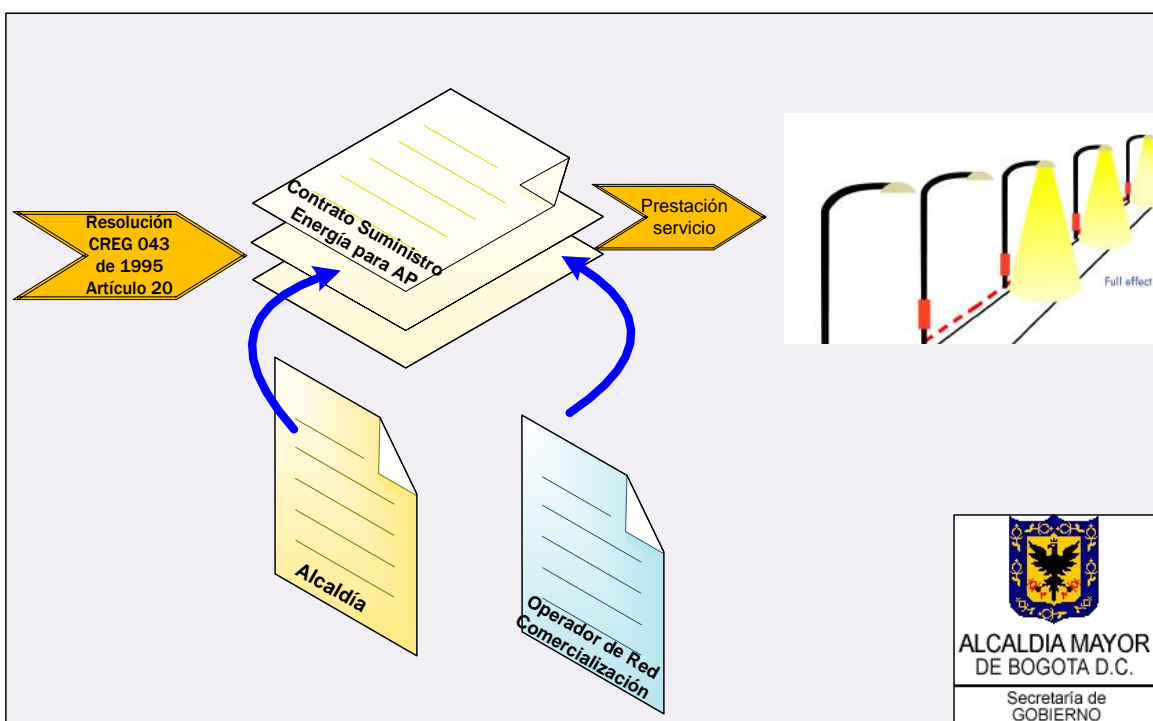 Resolución
CREG 043
de 1995
Artículo 20
Contrato Suministro
Energía para AP
Prestación
servicio
Full effect
Alcaldía
Operador de Red
Comercialización
ALCALDIA MAYOR
DE BOGOTA D.C.
Secretaría de
GOBIERNO